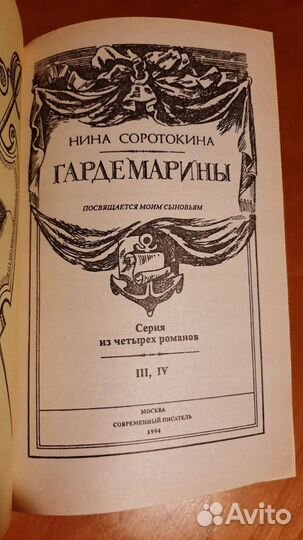 НИНА СОРОТОКИНА
ГАРДЕМАРИНЫ
ПОСВЯЩАЕТСЯ МОИМ СЫНОВЬЯМ
Серия
из четырех романов
III, IV
МОСКВА
СОВРЕМЕННЫЙ ПИСАТЕЛЬ
1994
Avito